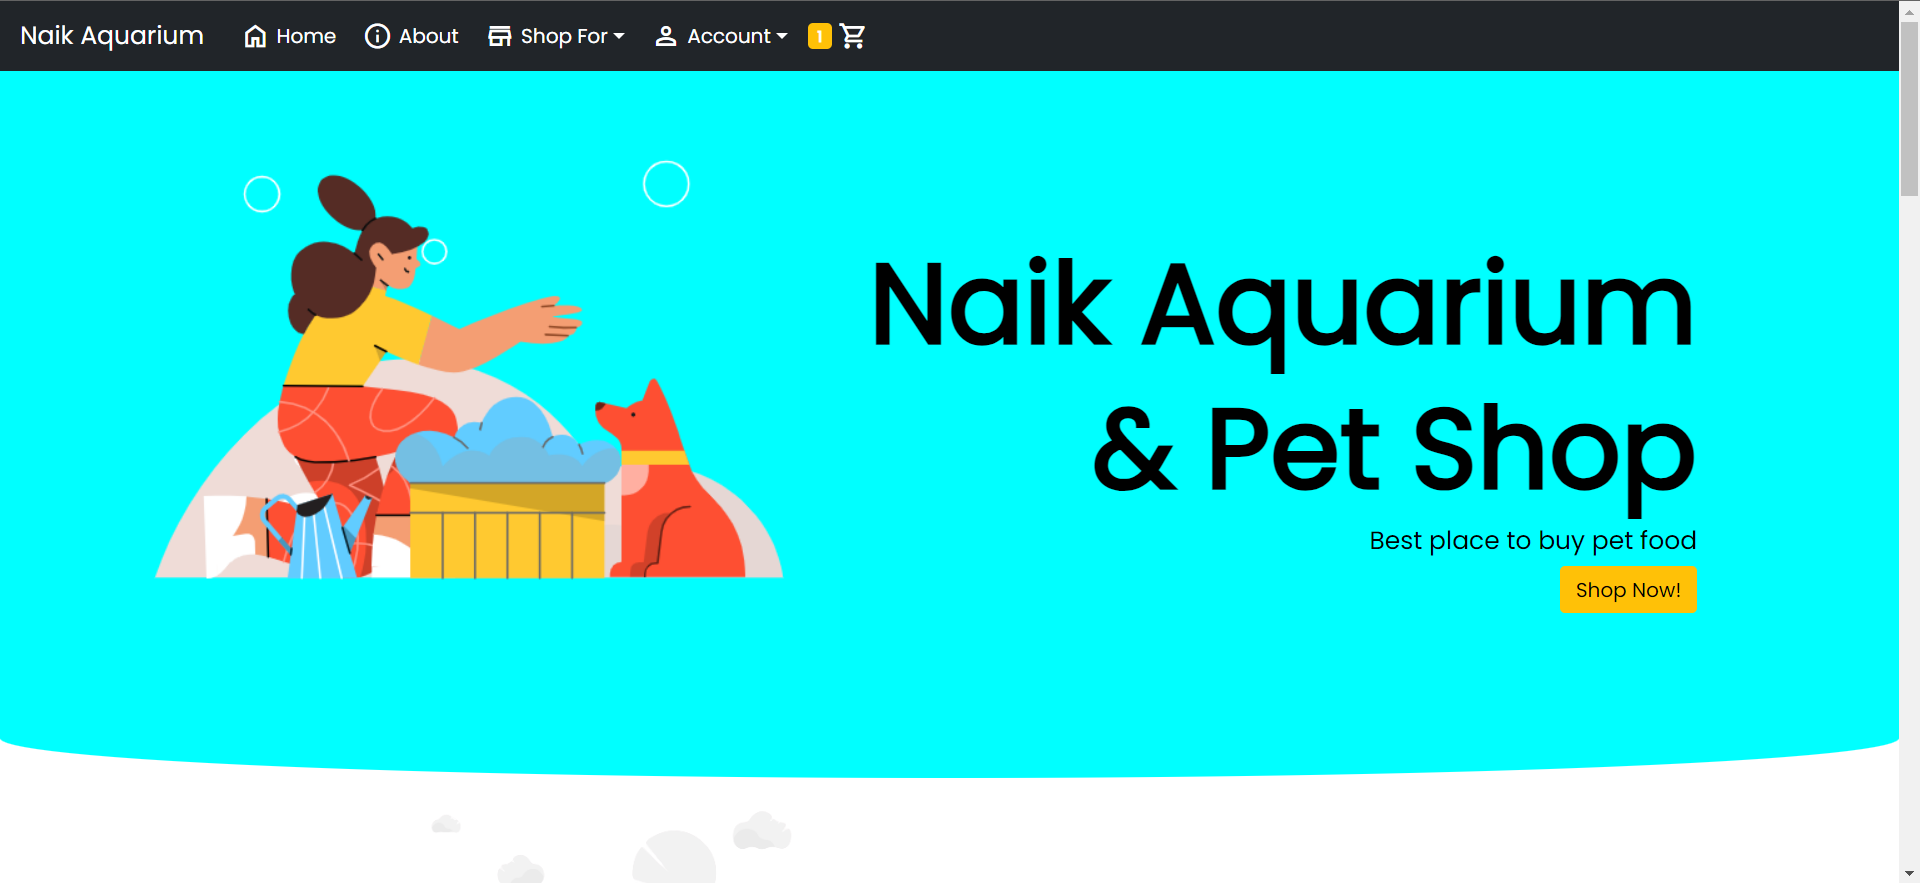 Naik Aquarium Home About Shop For Account 1
Naik Aquarium
& Pet Shop
Best place to buy pet food
Shop Now!